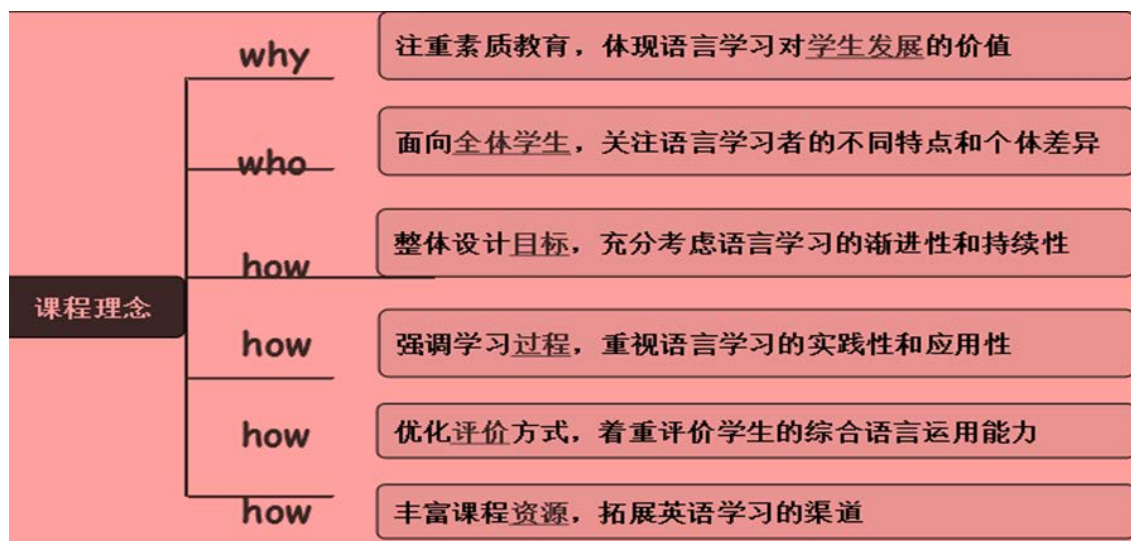 why
注重素质教育，体现语言学习对学生发展的价值
who
面向全体学生，关注语言学习者的不同特点和个体差异
how
整体设计目标，充分考虑语言学习的渐进性和持续性
课程理念
how
强调学习过程，重视语言学习的实践性和应用性
how
优化评价方式，着重评价学生的综合语言运用能力
how
丰富课程资源，拓展英语学习的渠道